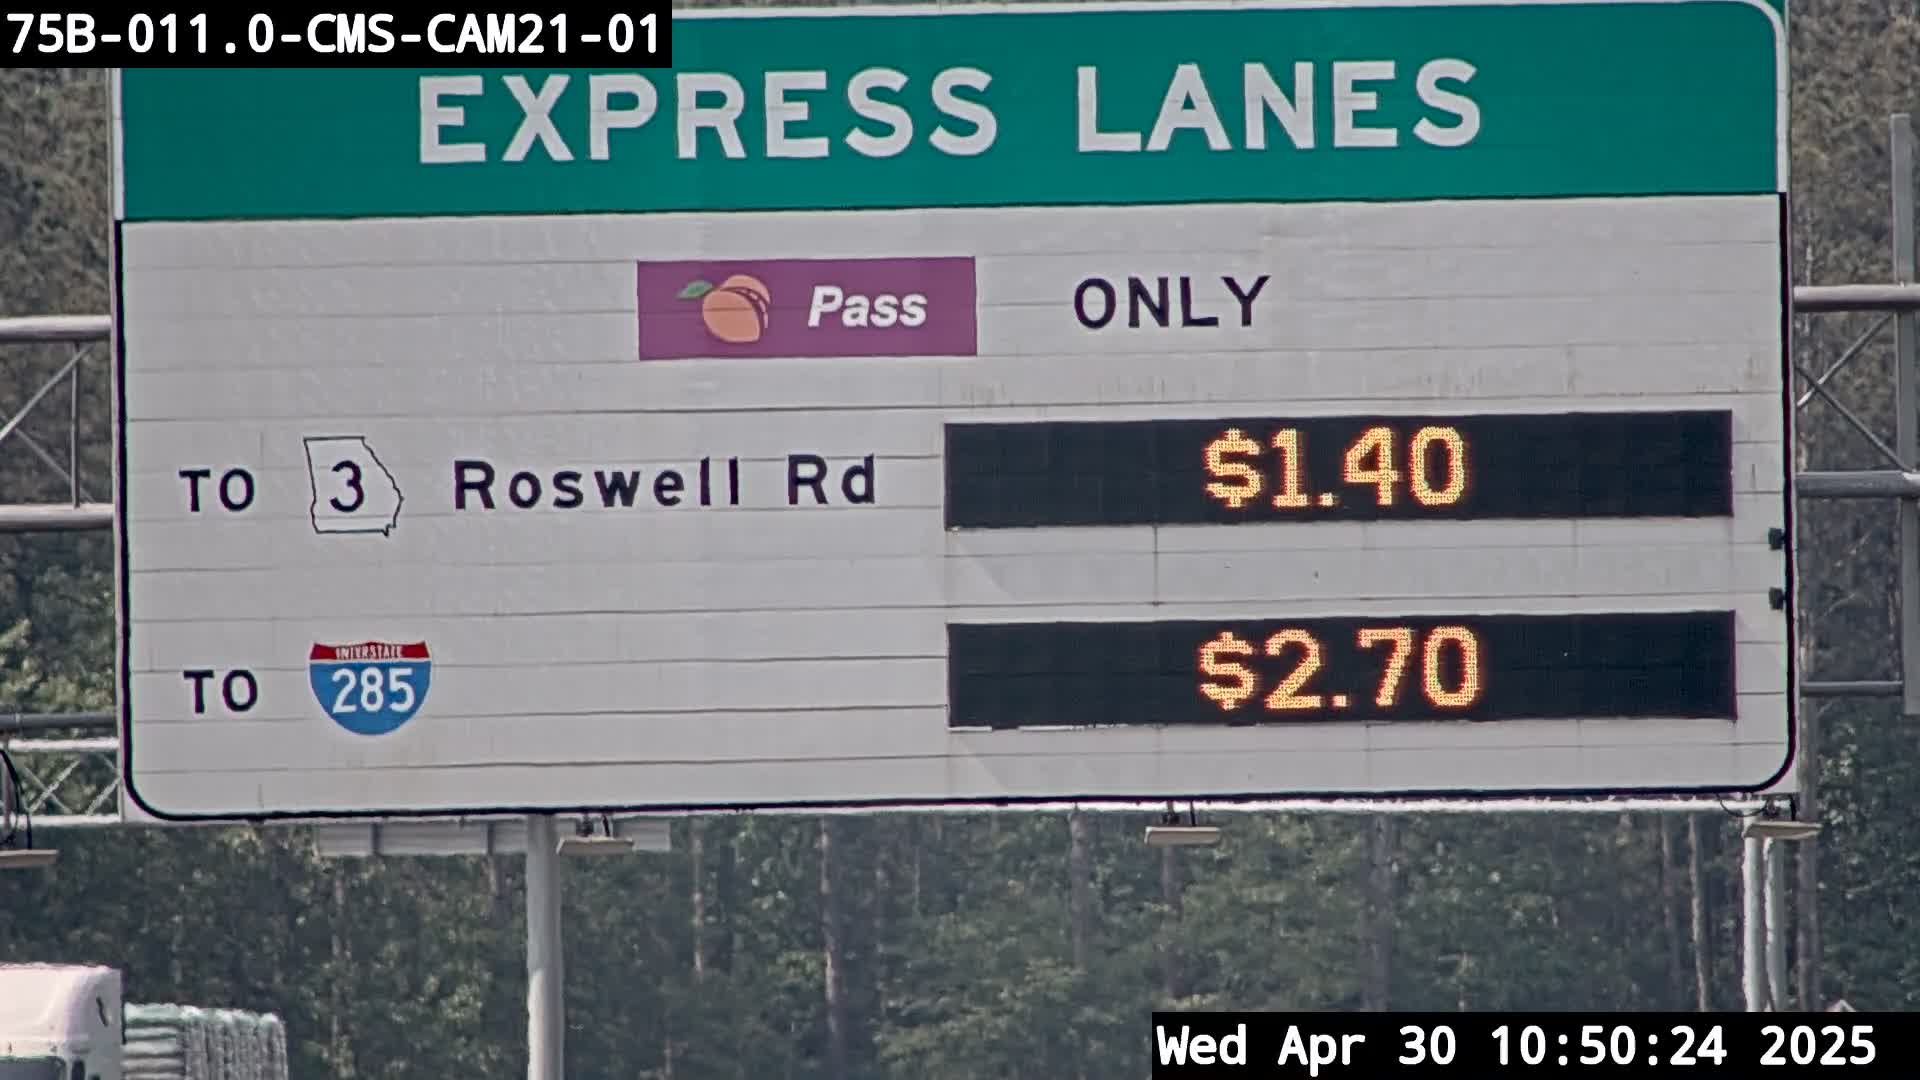 75B-011.0-CMS-CAM21-01
EXPRESS LANES
Pass ONLY
TO 3 Roswell Rd $1.40
INTERSTATE
TO 285 $2.70
Wed Apr 30 10:50:24 2025